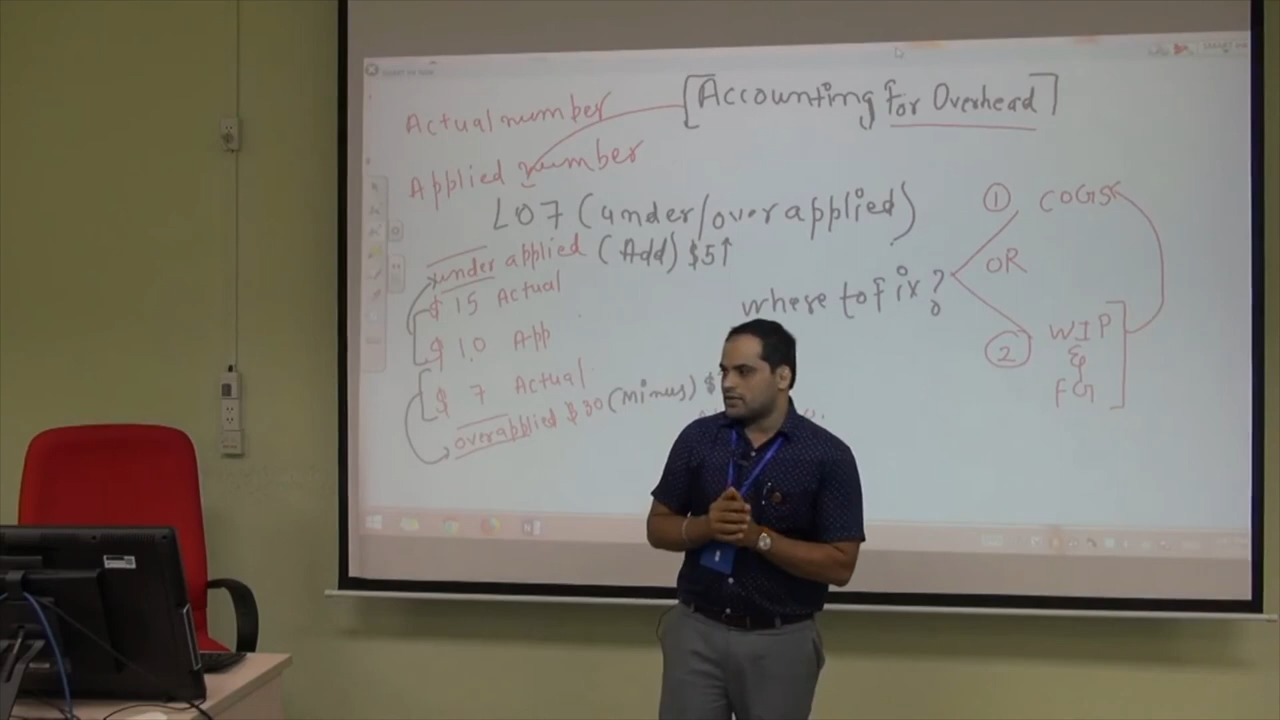 [Accounting For Overhead]
Actual number
Applied number
LO7 (under/over applied)
under applied (Add) $5↑
$ 15 Actual
$ 10 App
$ 7 Actual
overapplied $30 (minus) $
where to fix?
① COGS
OR
② WIP
&
FG